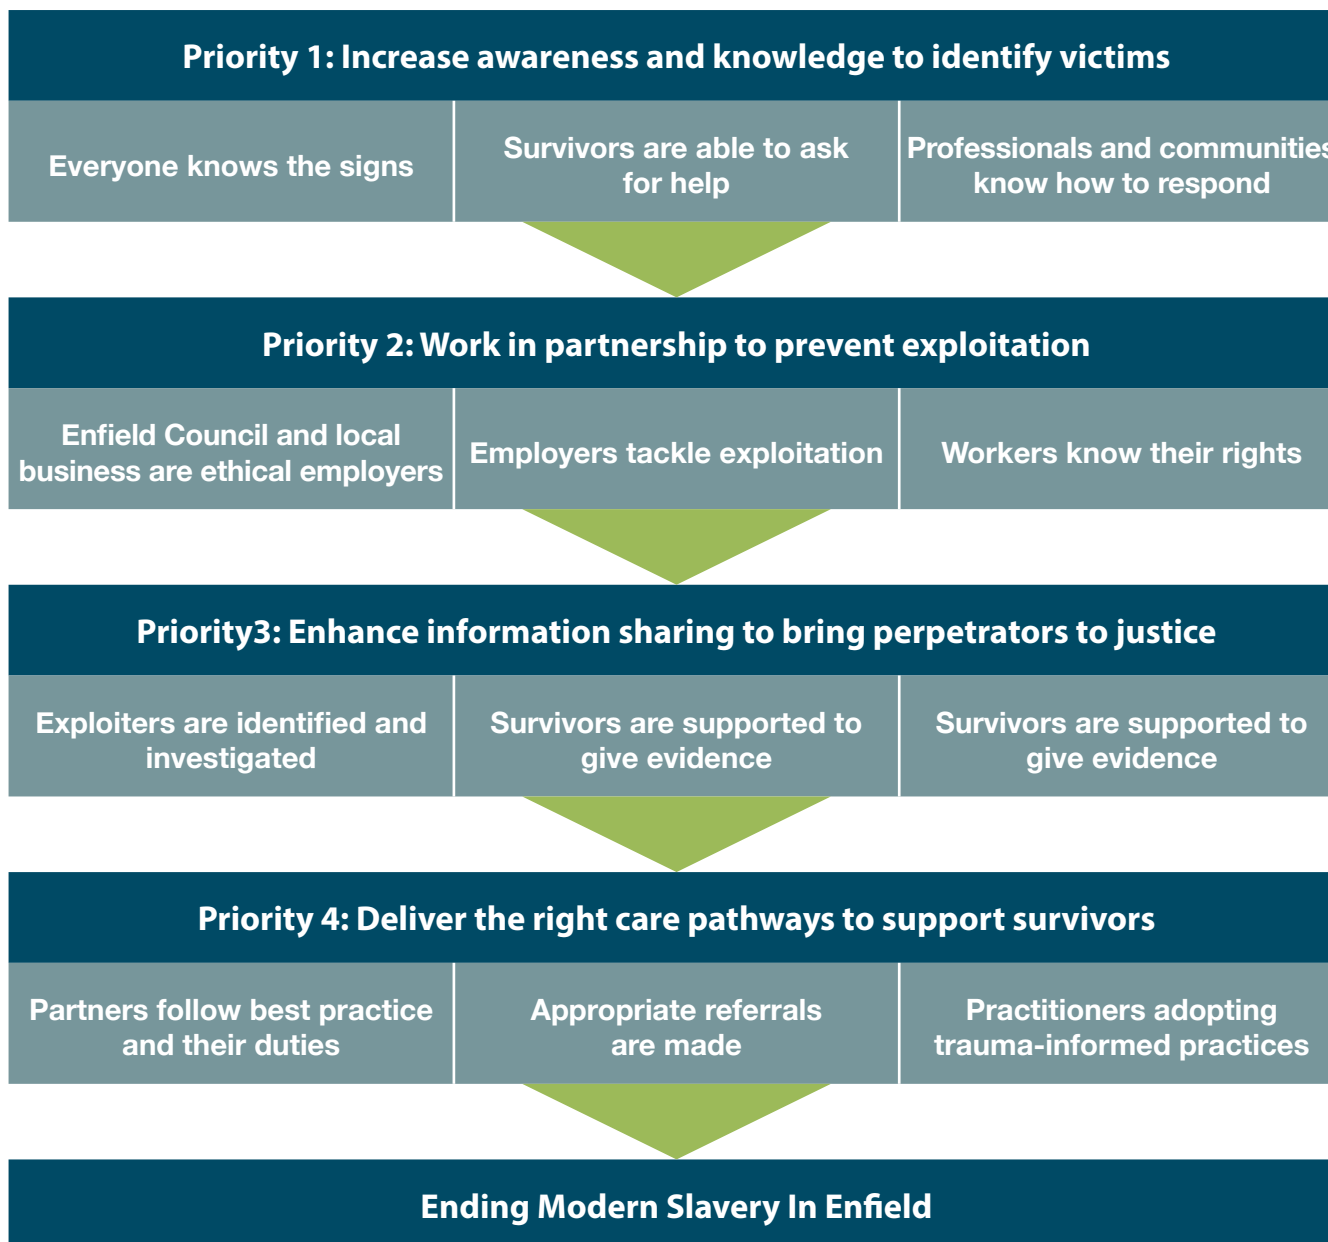 Priority 1: Increase awareness and knowledge to identify victims
Everyone knows the signs
Survivors are able to ask
for help
Professionals and communities
know how to respond
Priority 2: Work in partnership to prevent exploitation
Enfield Council and local
business are ethical employers
Employers tackle exploitation
Workers know their rights
Priority3: Enhance information sharing to bring perpetrators to justice
Exploiters are identified and
investigated
Survivors are supported to
give evidence
Survivors are supported to
give evidence
Priority 4: Deliver the right care pathways to support survivors
Partners follow best practice
and their duties
Appropriate referrals
are made
Practitioners adopting
trauma-informed practices
Ending Modern Slavery In Enfield